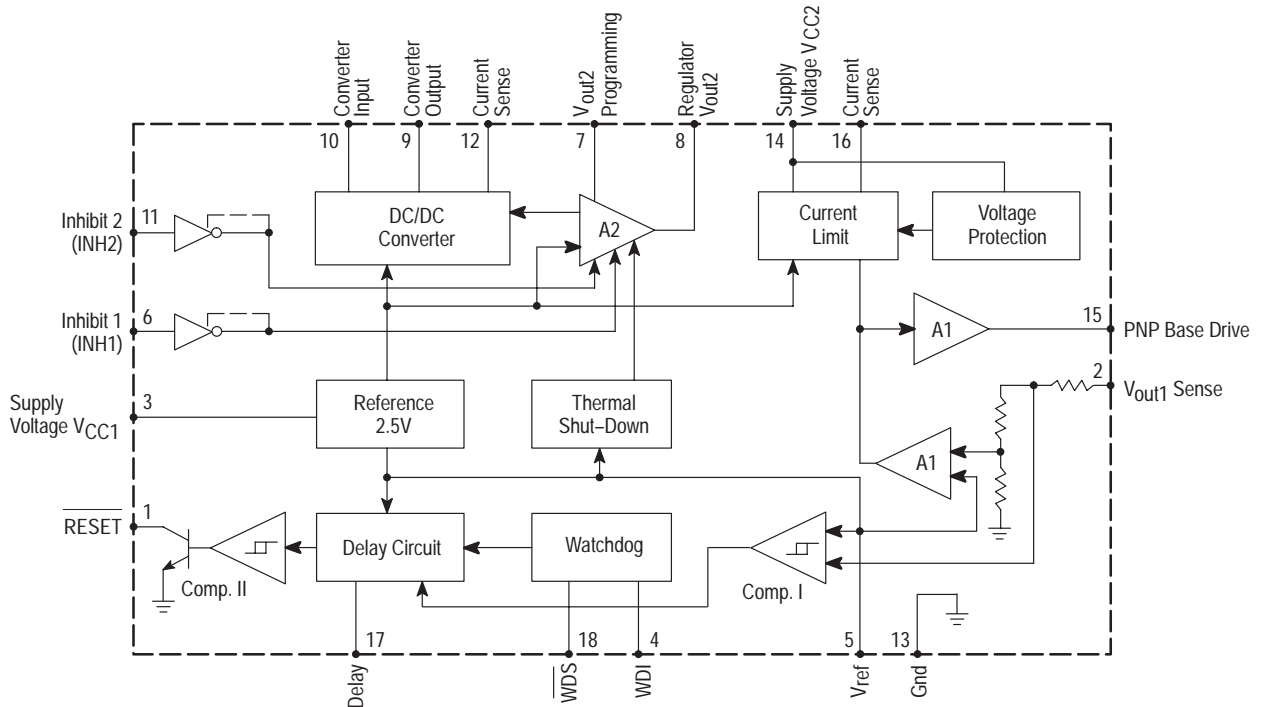 Converter
Input
Converter
Output
Current
Sense
Vout2
Programming
Regulator
Vout2
Supply
Voltage VCC2
Current
Sense
10
9
12
7
8
14
16
Inhibit 2
(INH2)
11
DC/DC
Converter
A2
Current
Limit
Voltage
Protection
Inhibit 1
(INH1)
6
A1
15
PNP Base Drive
2
Vout1 Sense
Supply
Voltage VCC1
3
Reference
2.5V
Thermal
Shut–Down
A1
RESET
1
Comp. II
Delay Circuit
Watchdog
Comp. I
17
18
4
5
13
Delay
WDS
WDI
Vref
Gnd